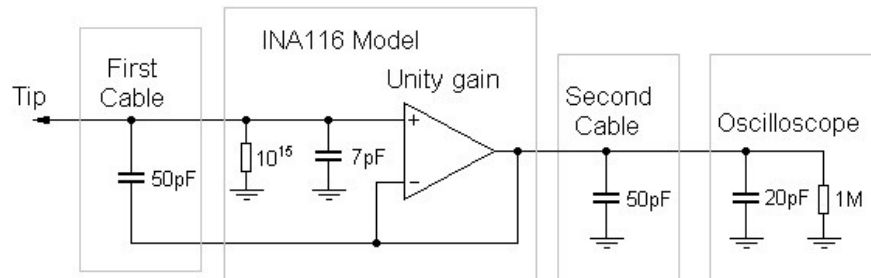 INA116 Model
First
Cable
Unity gain
Second
Cable
Oscilloscope
Tip
+
−
50pF
10¹⁵
7pF
50pF
20pF
1M